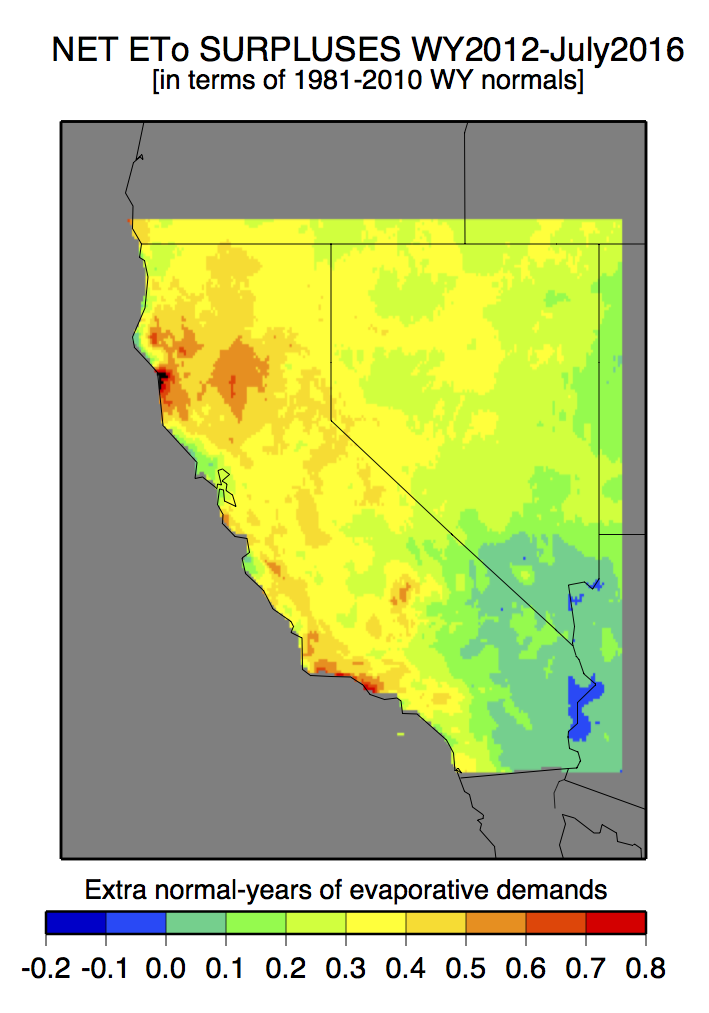 NET ETo SURPLUSES WY2012-July2016
[in terms of 1981-2010 WY normals]
Extra normal-years of evaporative demands
-0.2 -0.1 0.0 0.1 0.2 0.3 0.4 0.5 0.6 0.7 0.8